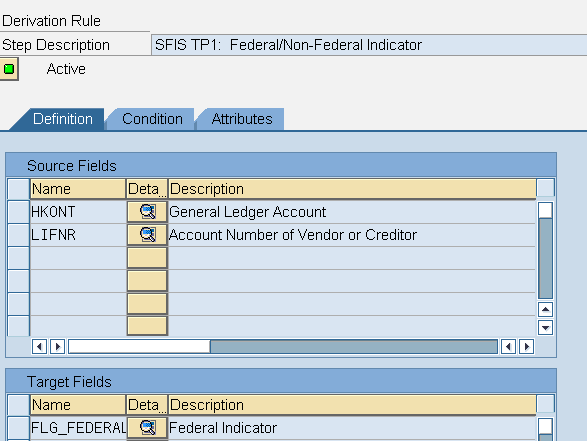 Derivation Rule
Step Description SFIS TP1: Federal/Non-Federal Indicator
Active
Definition Condition Attributes
Source Fields
Name Deta... Description
HKONT General Ledger Account
LIFNR Account Number of Vendor or Creditor
Target Fields
Name Deta... Description
FLG_FEDERAL Federal Indicator